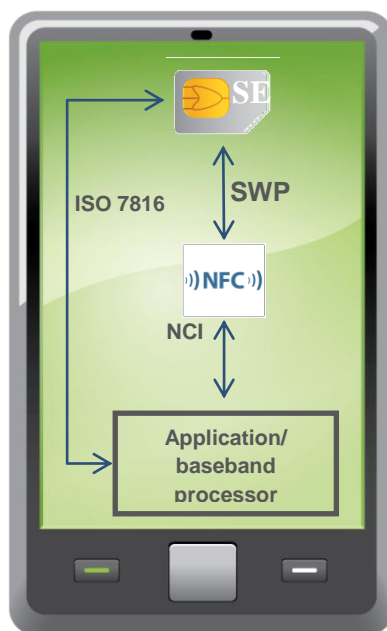 SE
ISO 7816
SWP
))) NFC )))
NCI
Application/
baseband
processor